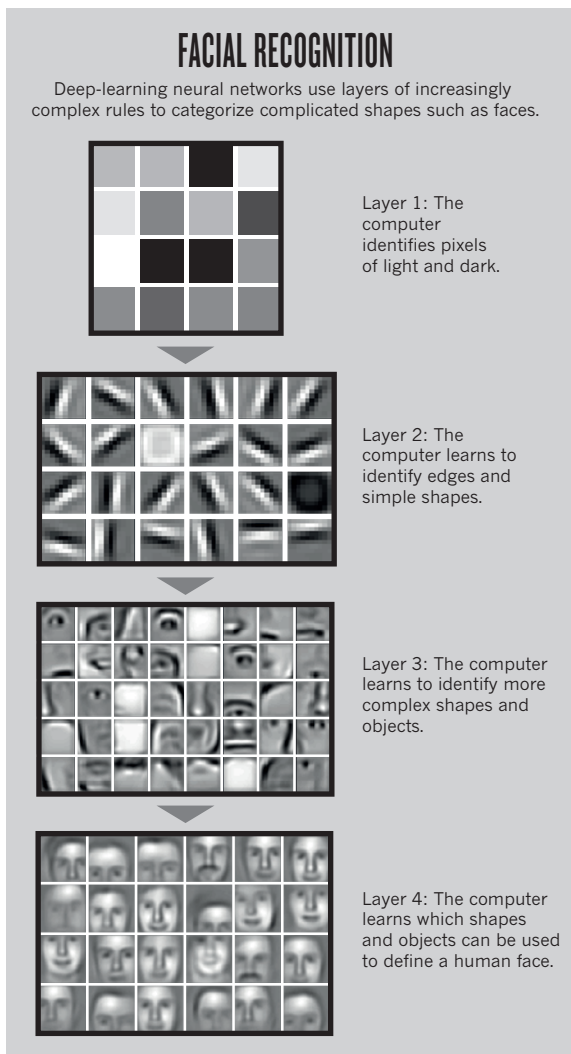 FACIAL RECOGNITION
Deep-learning neural networks use layers of increasingly
complex rules to categorize complicated shapes such as faces.
Layer 1: The
computer
identifies pixels
of light and dark.
Layer 2: The
computer learns to
identify edges and
simple shapes.
Layer 3: The computer
learns to identify more
complex shapes and
objects.
Layer 4: The computer
learns which shapes
and objects can be used
to define a human face.